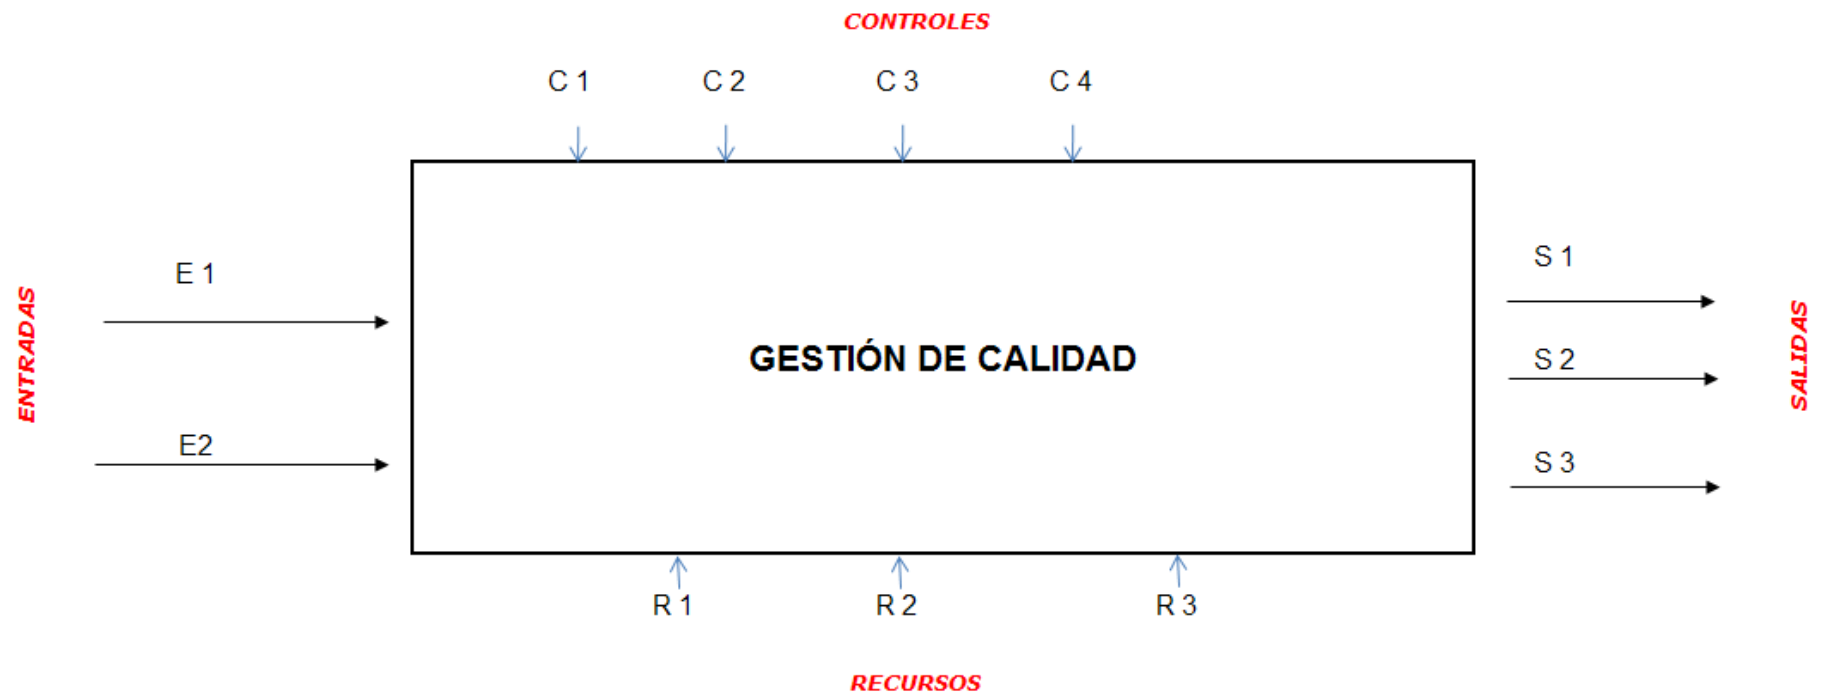 CONTROLES
C 1
C 2
C 3
C 4
ENTRADAS
E 1
E2
GESTIÓN DE CALIDAD
S 1
S 2
S 3
SALIDAS
R 1
R 2
R 3
RECURSOS